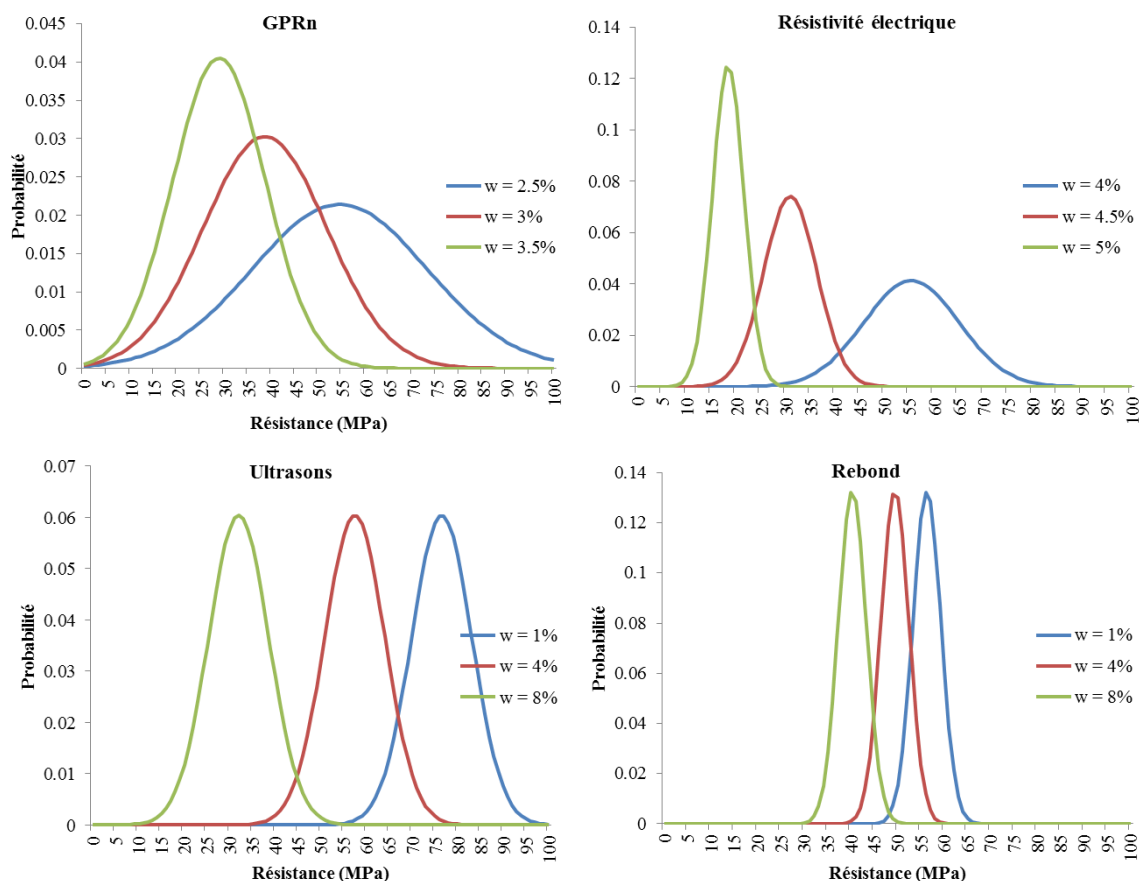 GPRn
0.045
0.04
0.035
0.03
0.025
0.02
0.015
0.01
0.005
0
Probabilité
w = 2.5%
w = 3%
w = 3.5%
0 5 10 15 20 25 30 35 40 45 50 55 60 65 70 75 80 85 90 95 100
Résistance (MPa)
Résistivité électrique
0.14
0.12
0.1
0.08
0.06
0.04
0.02
0
w = 4%
w = 4.5%
w = 5%
0 5 10 15 20 25 30 35 40 45 50 55 60 65 70 75 80 85 90 95 100
Résistance (MPa)
Ultrasons
0.07
0.06
0.05
0.04
0.03
0.02
0.01
0
Probabilité
w = 1%
w = 4%
w = 8%
0 5 10 15 20 25 30 35 40 45 50 55 60 65 70 75 80 85 90 95 100
Résistance (MPa)
Rebond
0.14
0.12
0.1
0.08
0.06
0.04
0.02
0
Probabilité
w = 1%
w = 4%
w = 8%
0 5 10 15 20 25 30 35 40 45 50 55 60 65 70 75 80 85 90 95 100
Résistance (MPa)